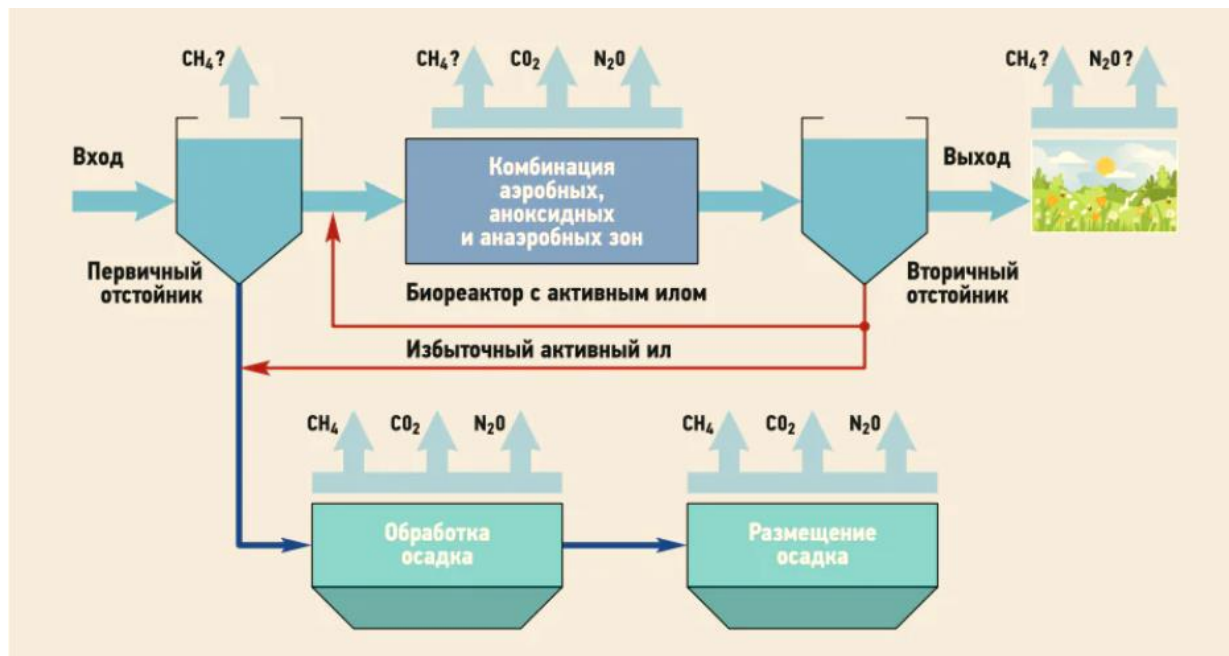 CH₄?
CH₄? CO₂ N₂O
CH₄? N₂O?
Вход
Комбинация
аэробных,
аноксидных
и анаэробных зон
Выход
Первичный
отстойник
Вторичный
отстойник
Биореактор с активным илом
Избыточный активный ил
CH₄ CO₂ N₂O
CH₄ CO₂ N₂O
Обработка
осадка
Размещение
осадка